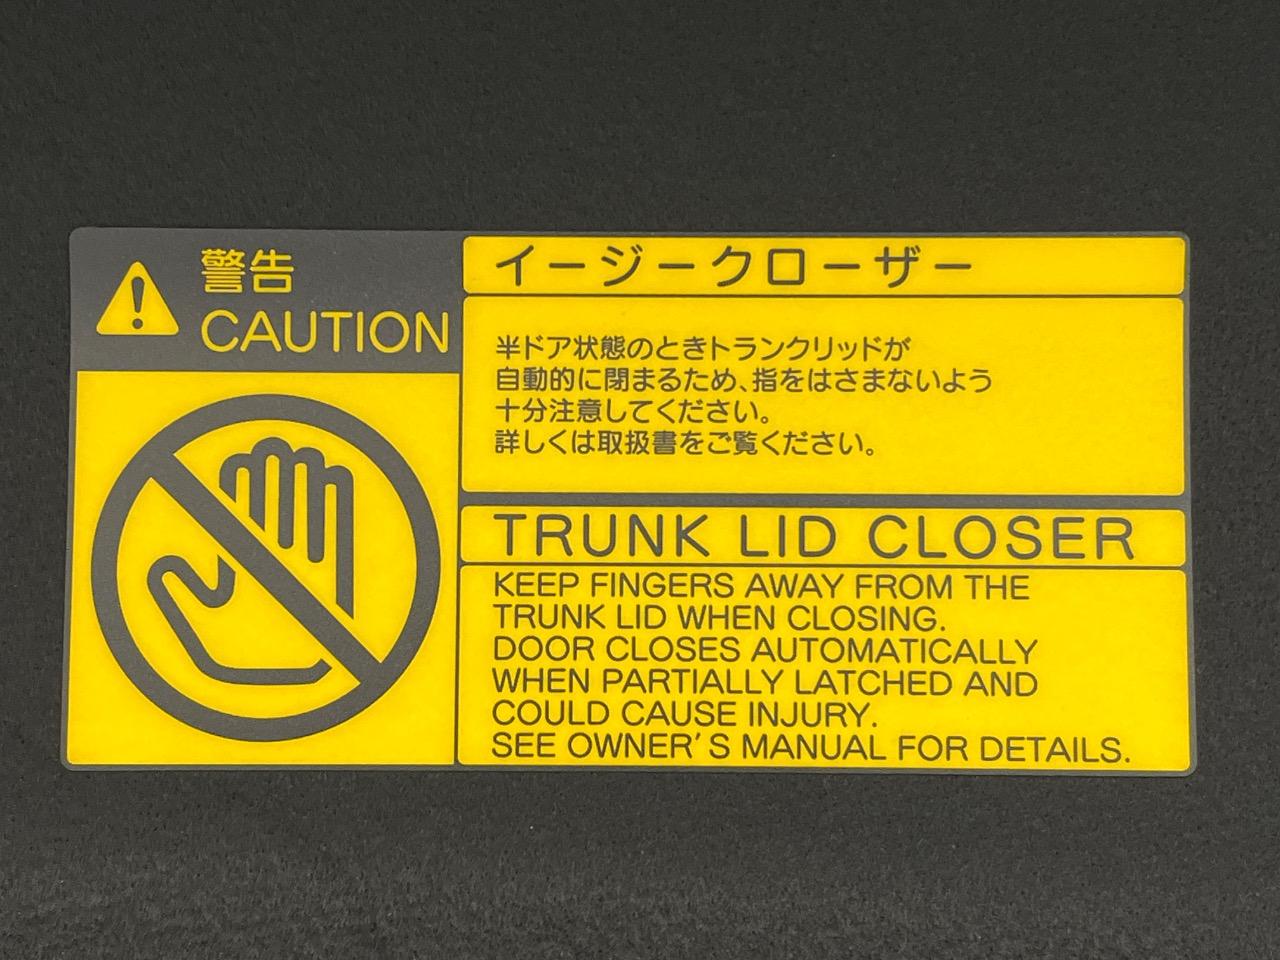 警告
CAUTION
イージークローザー
半ドア状態のときトランクリッドが
自動的に閉まるため、指をはさまないよう
十分注意してください。
詳しくは取扱書をご覧ください。
TRUNK LID CLOSER
KEEP FINGERS AWAY FROM THE
TRUNK LID WHEN CLOSING.
DOOR CLOSES AUTOMATICALLY
WHEN PARTIALLY LATCHED AND
COULD CAUSE INJURY.
SEE OWNER'S MANUAL FOR DETAILS.